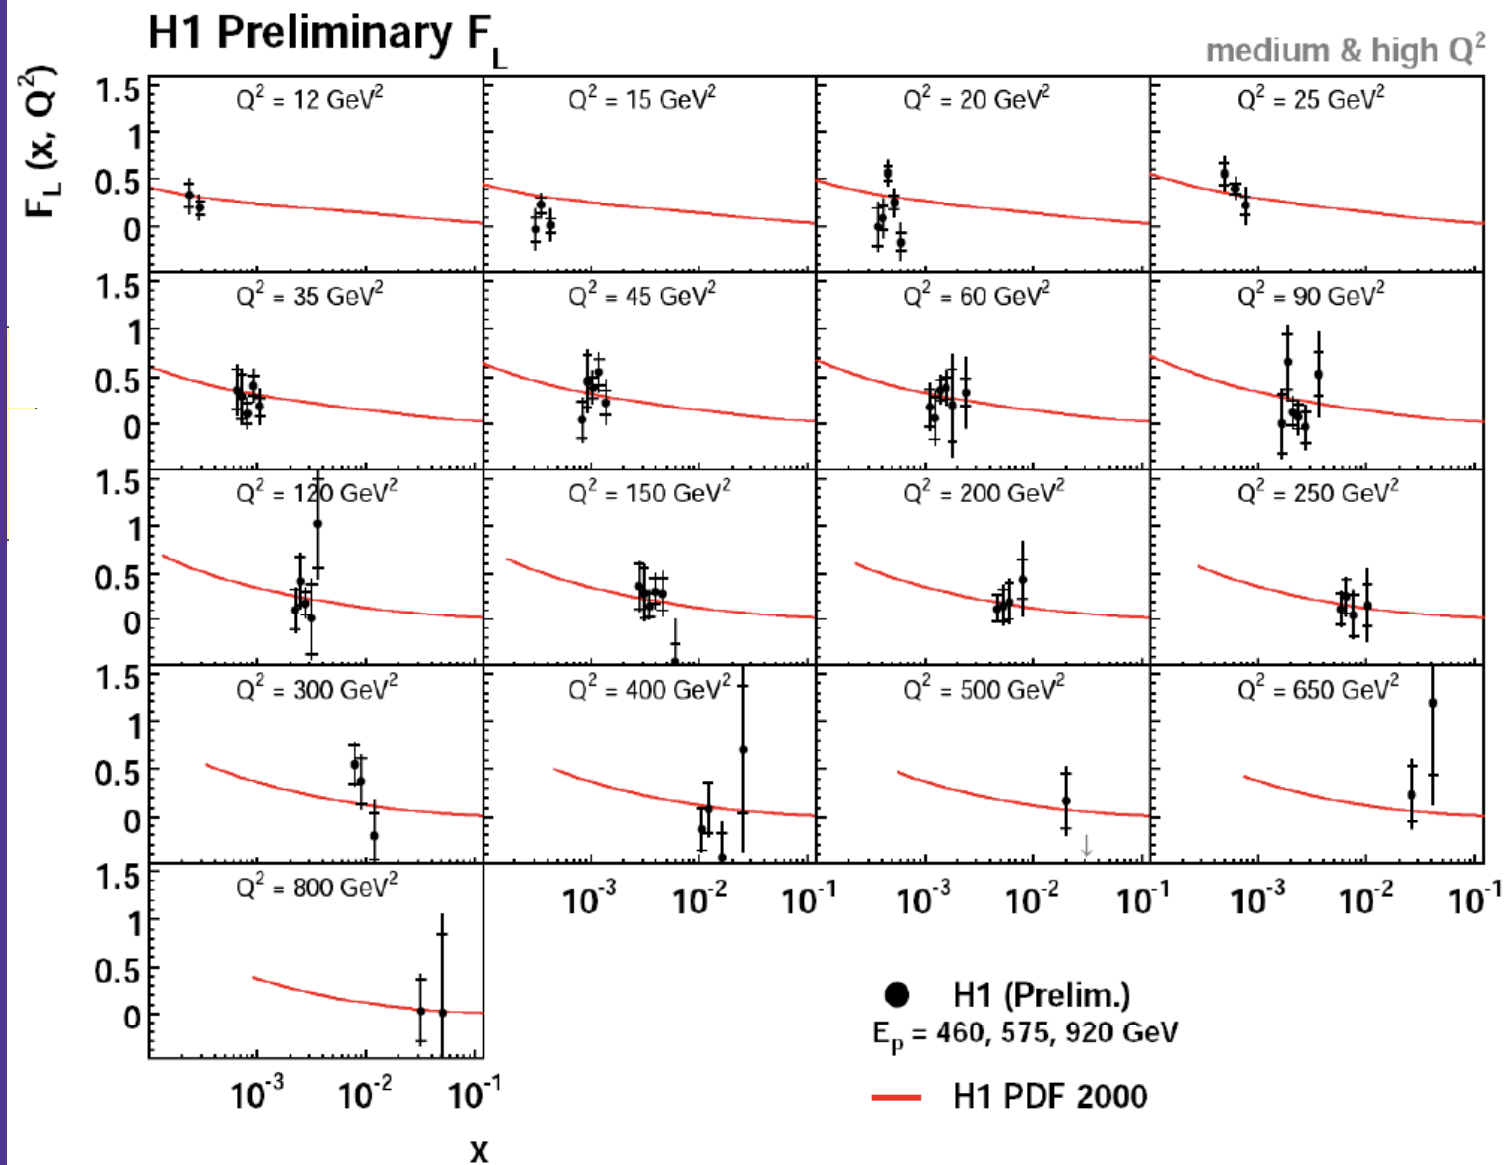 H1 Preliminary F_L
medium & high Q²
F_L (x, Q²)
1.5
1
0.5
0
Q² = 12 GeV²
Q² = 15 GeV²
Q² = 20 GeV²
Q² = 25 GeV²
1.5
1
0.5
0
Q² = 35 GeV²
Q² = 45 GeV²
Q² = 60 GeV²
Q² = 90 GeV²
1.5
1
0.5
0
Q² = 120 GeV²
Q² = 150 GeV²
Q² = 200 GeV²
Q² = 250 GeV²
1.5
1
0.5
0
Q² = 300 GeV²
Q² = 400 GeV²
Q² = 500 GeV²
Q² = 650 GeV²
1.5
1
0.5
0
Q² = 800 GeV²
10⁻³ 10⁻² 10⁻¹
10⁻³ 10⁻² 10⁻¹
10⁻³ 10⁻² 10⁻¹
10⁻³ 10⁻² 10⁻¹
x
H1 (Prelim.)
E_p = 460, 575, 920 GeV
H1 PDF 2000